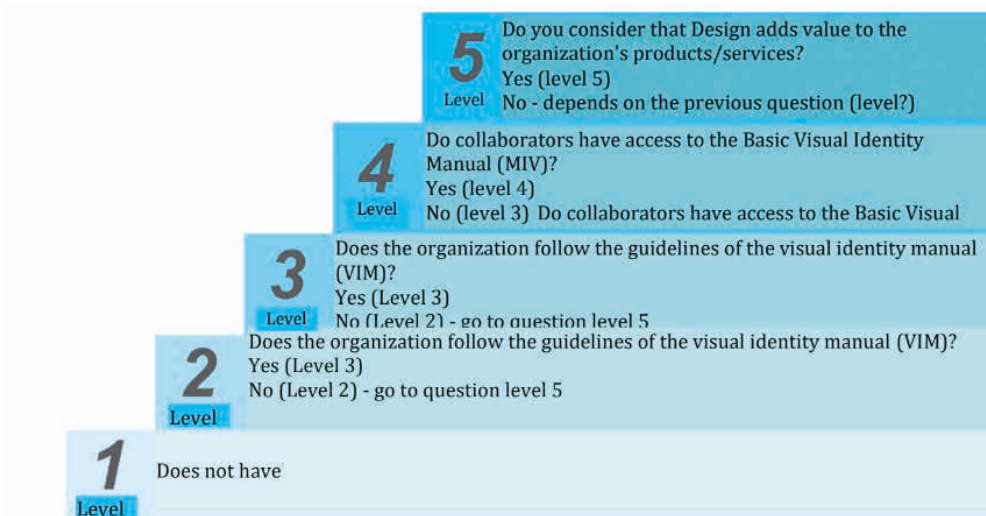 5
Level
Do you consider that Design adds value to the
organization's products/services?
Yes (level 5)
No - depends on the previous question (level?)
4
Level
Do collaborators have access to the Basic Visual Identity
Manual (MIV)?
Yes (level 4)
No (level 3) Do collaborators have access to the Basic Visual
3
Level
Does the organization follow the guidelines of the visual identity manual
(VIM)?
Yes (Level 3)
No (Level 2) - go to question level 5
2
Level
Does the organization follow the guidelines of the visual identity manual (VIM)?
Yes (Level 3)
No (Level 2) - go to question level 5
1
Level
Does not have